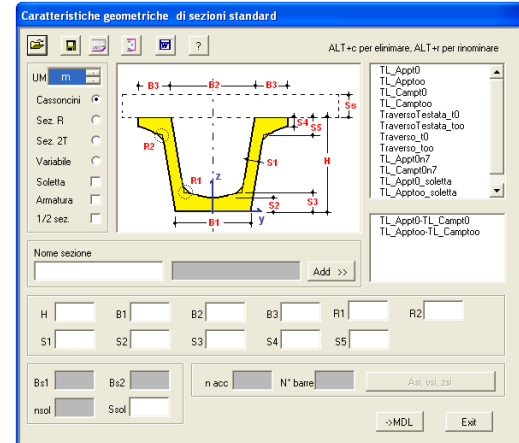 Caratteristiche geometriche di sezioni standard
? ALT+c per eliminare, ALT+r per rinominare
UM m
Cassoncini
Sez. R
Sez. 2T
Variabile
Soletta
Armatura
1/2 sez.
B3 B2 B3
Ss
S4 S5
R2 H
R1 z S1
S2 S3
B1 y
TL_Appt0
TL_Apptoo
TL_Campt0
TL_Camptoo
TraversoTestata_t0
TraversoTestata_too
Traverso_t0
Traverso_too
TL_Appt0n7
TL_Campt0n7
TL_Appt0_soletta
TL_Apptoo_soletta
TL_Appt0-TL_Campt0
TL_Apptoo-TL_Camptoo
Nome sezione
Add >>
H B1 B2 B3 R1 R2
S1 S2 S3 S4 S5
Bs1 Bs2 n acc N° barre Asi, vsi, zsi
nsol Ssol
->MDL Exit